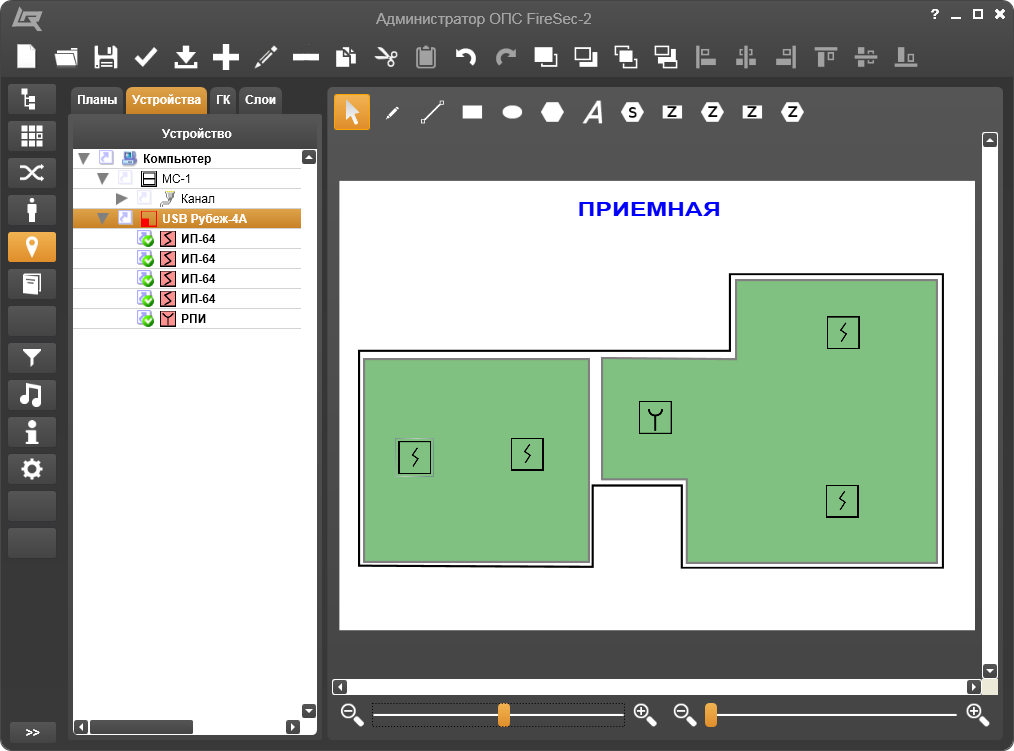 Администратор ОПС FireSec-2
?
Планы Устройства ГК Слои
A S Z Z Z Z
Устройство
Компьютер
МС-1
Канал
USB Рубеж-4А
ИП-64
ИП-64
ИП-64
ИП-64
РПИ
ПРИЕМНАЯ
>>